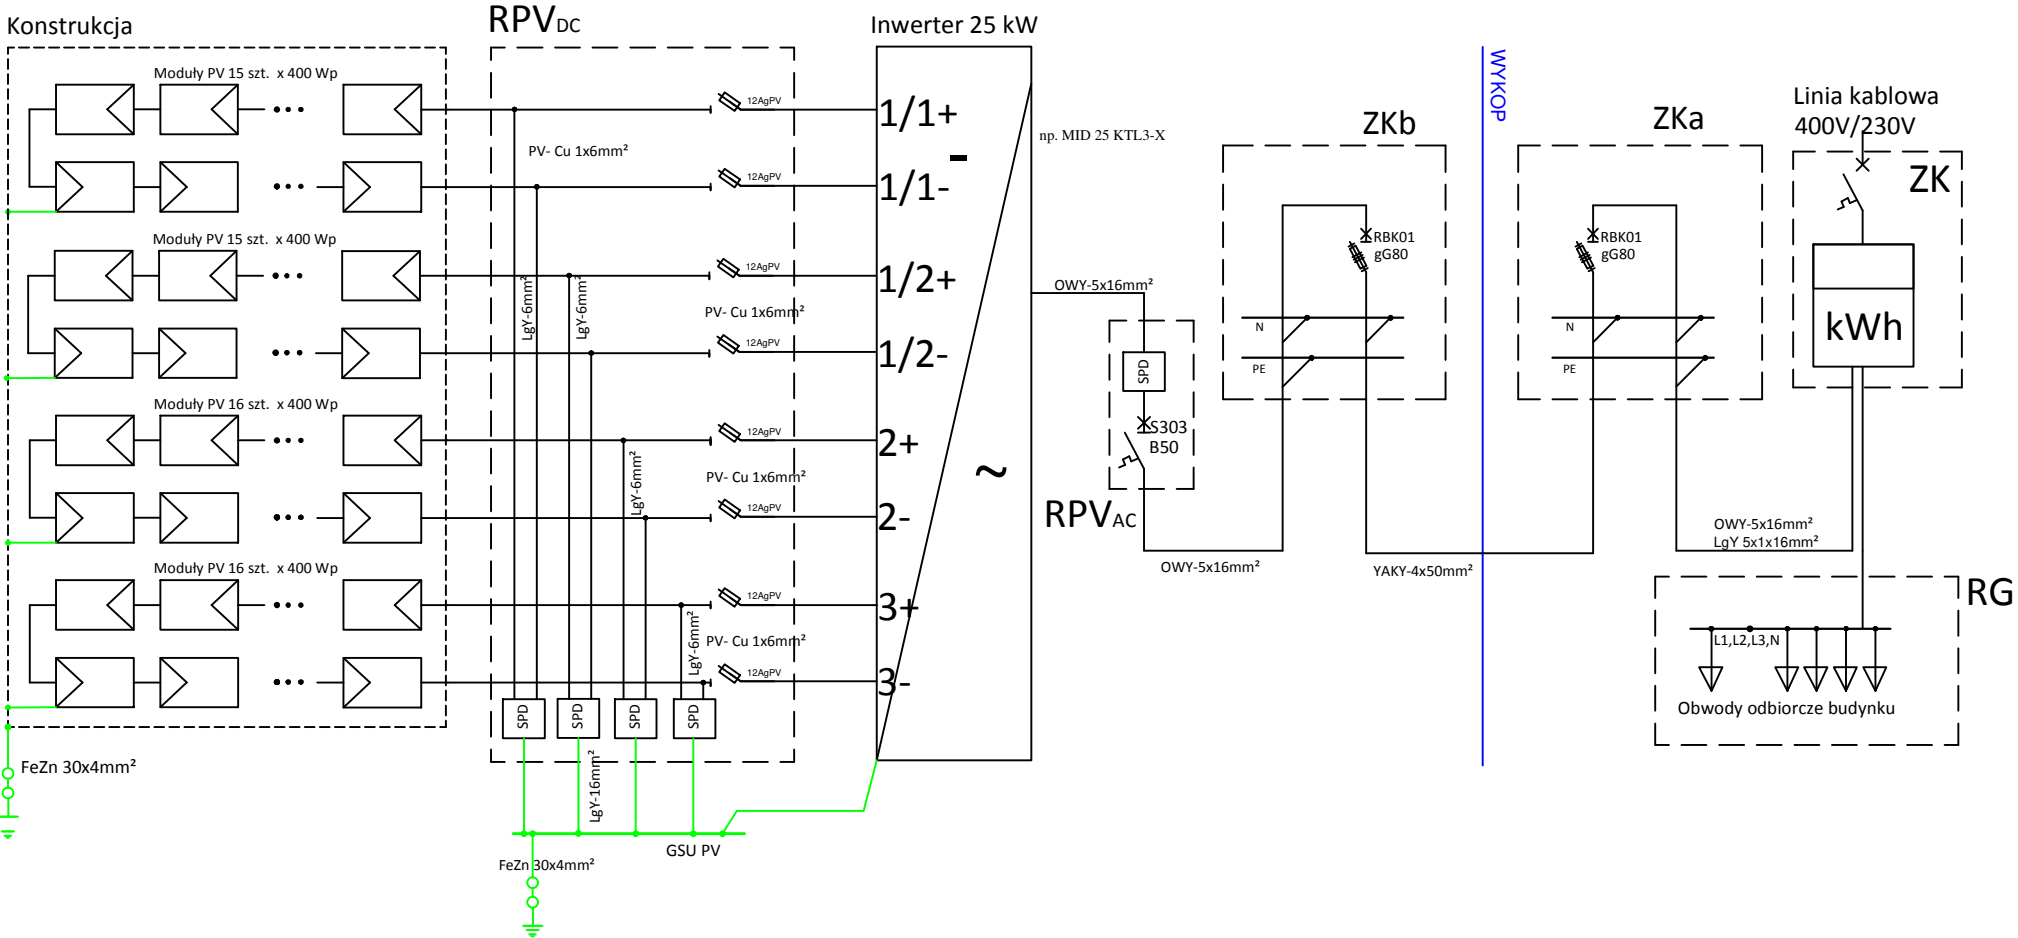 Konstrukcja
RPVDC
Inwerter 25 kW
Moduły PV 15 szt. x 400 Wp
12AgPV
1/1+
PV- Cu 1x6mm²
12AgPV
1/1-
-
np. MID 25 KTL3-X
Moduły PV 15 szt. x 400 Wp
12AgPV
1/2+
LgY-6mm²
LgY-6mm²
PV- Cu 1x6mm²
12AgPV
1/2-
Moduły PV 16 szt. x 400 Wp
12AgPV
2+
LgY-6mm²
PV- Cu 1x6mm²
12AgPV
2-
~
Moduły PV 16 szt. x 400 Wp
12AgPV
3+
LgY-6mm²
PV- Cu 1x6mm²
12AgPV
3-
SPD
SPD
SPD
SPD
LgY-16mm²
FeZn 30x4mm²
GSU PV
FeZn 30x4mm²
OWY-5x16mm²
SPD
S303
B50
RPVAC
OWY-5x16mm²
ZKb
RBK01
gG80
N
PE
YAKY-4x50mm²
WYKOP
ZKa
RBK01
gG80
N
PE
Linia kablowa
400V/230V
ZK
kWh
OWY-5x16mm²
LgY 5x1x16mm²
RG
L1,L2,L3,N
Obwody odbiorcze budynku